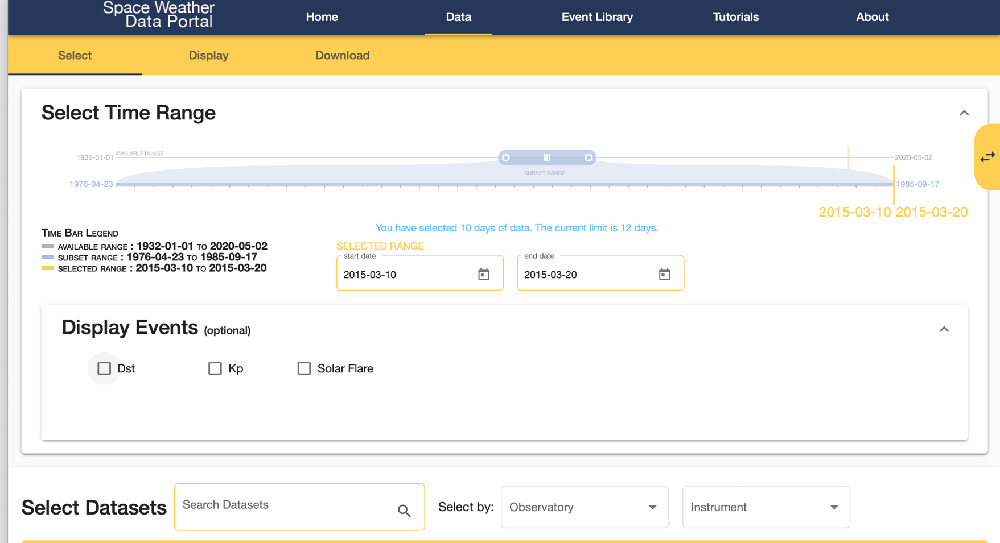 Space Weather
Data Portal
Home
Data
Event Library
Tutorials
About
Select
Display
Download
Select Time Range
1932-01-01
AVAILABLE RANGE
2020-05-02
SUBSET RANGE
1976-04-23
1985-09-17
2015-03-10 2015-03-20
You have selected 10 days of data. The current limit is 12 days.
TIME BAR LEGEND
AVAILABLE RANGE : 1932-01-01 TO 2020-05-02
SUBSET RANGE : 1976-04-23 TO 1985-09-17
SELECTED RANGE : 2015-03-10 TO 2015-03-20
SELECTED RANGE
start date
2015-03-10
end date
2015-03-20
Display Events (optional)
Dst
Kp
Solar Flare
Select Datasets
Search Datasets
Select by:
Observatory
Instrument